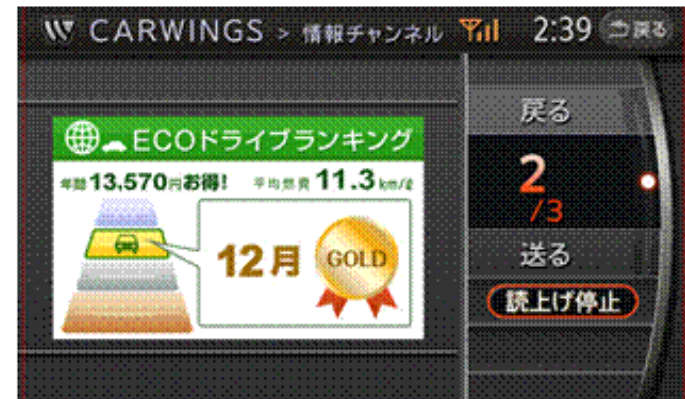 CARWINGS > 情報チャンネル 2:39 戻る
ECOドライブランキング
年間13,570円お得! 平均燃費 11.3 km/ℓ
12月 GOLD
戻る
2
/3
送る
読上げ停止